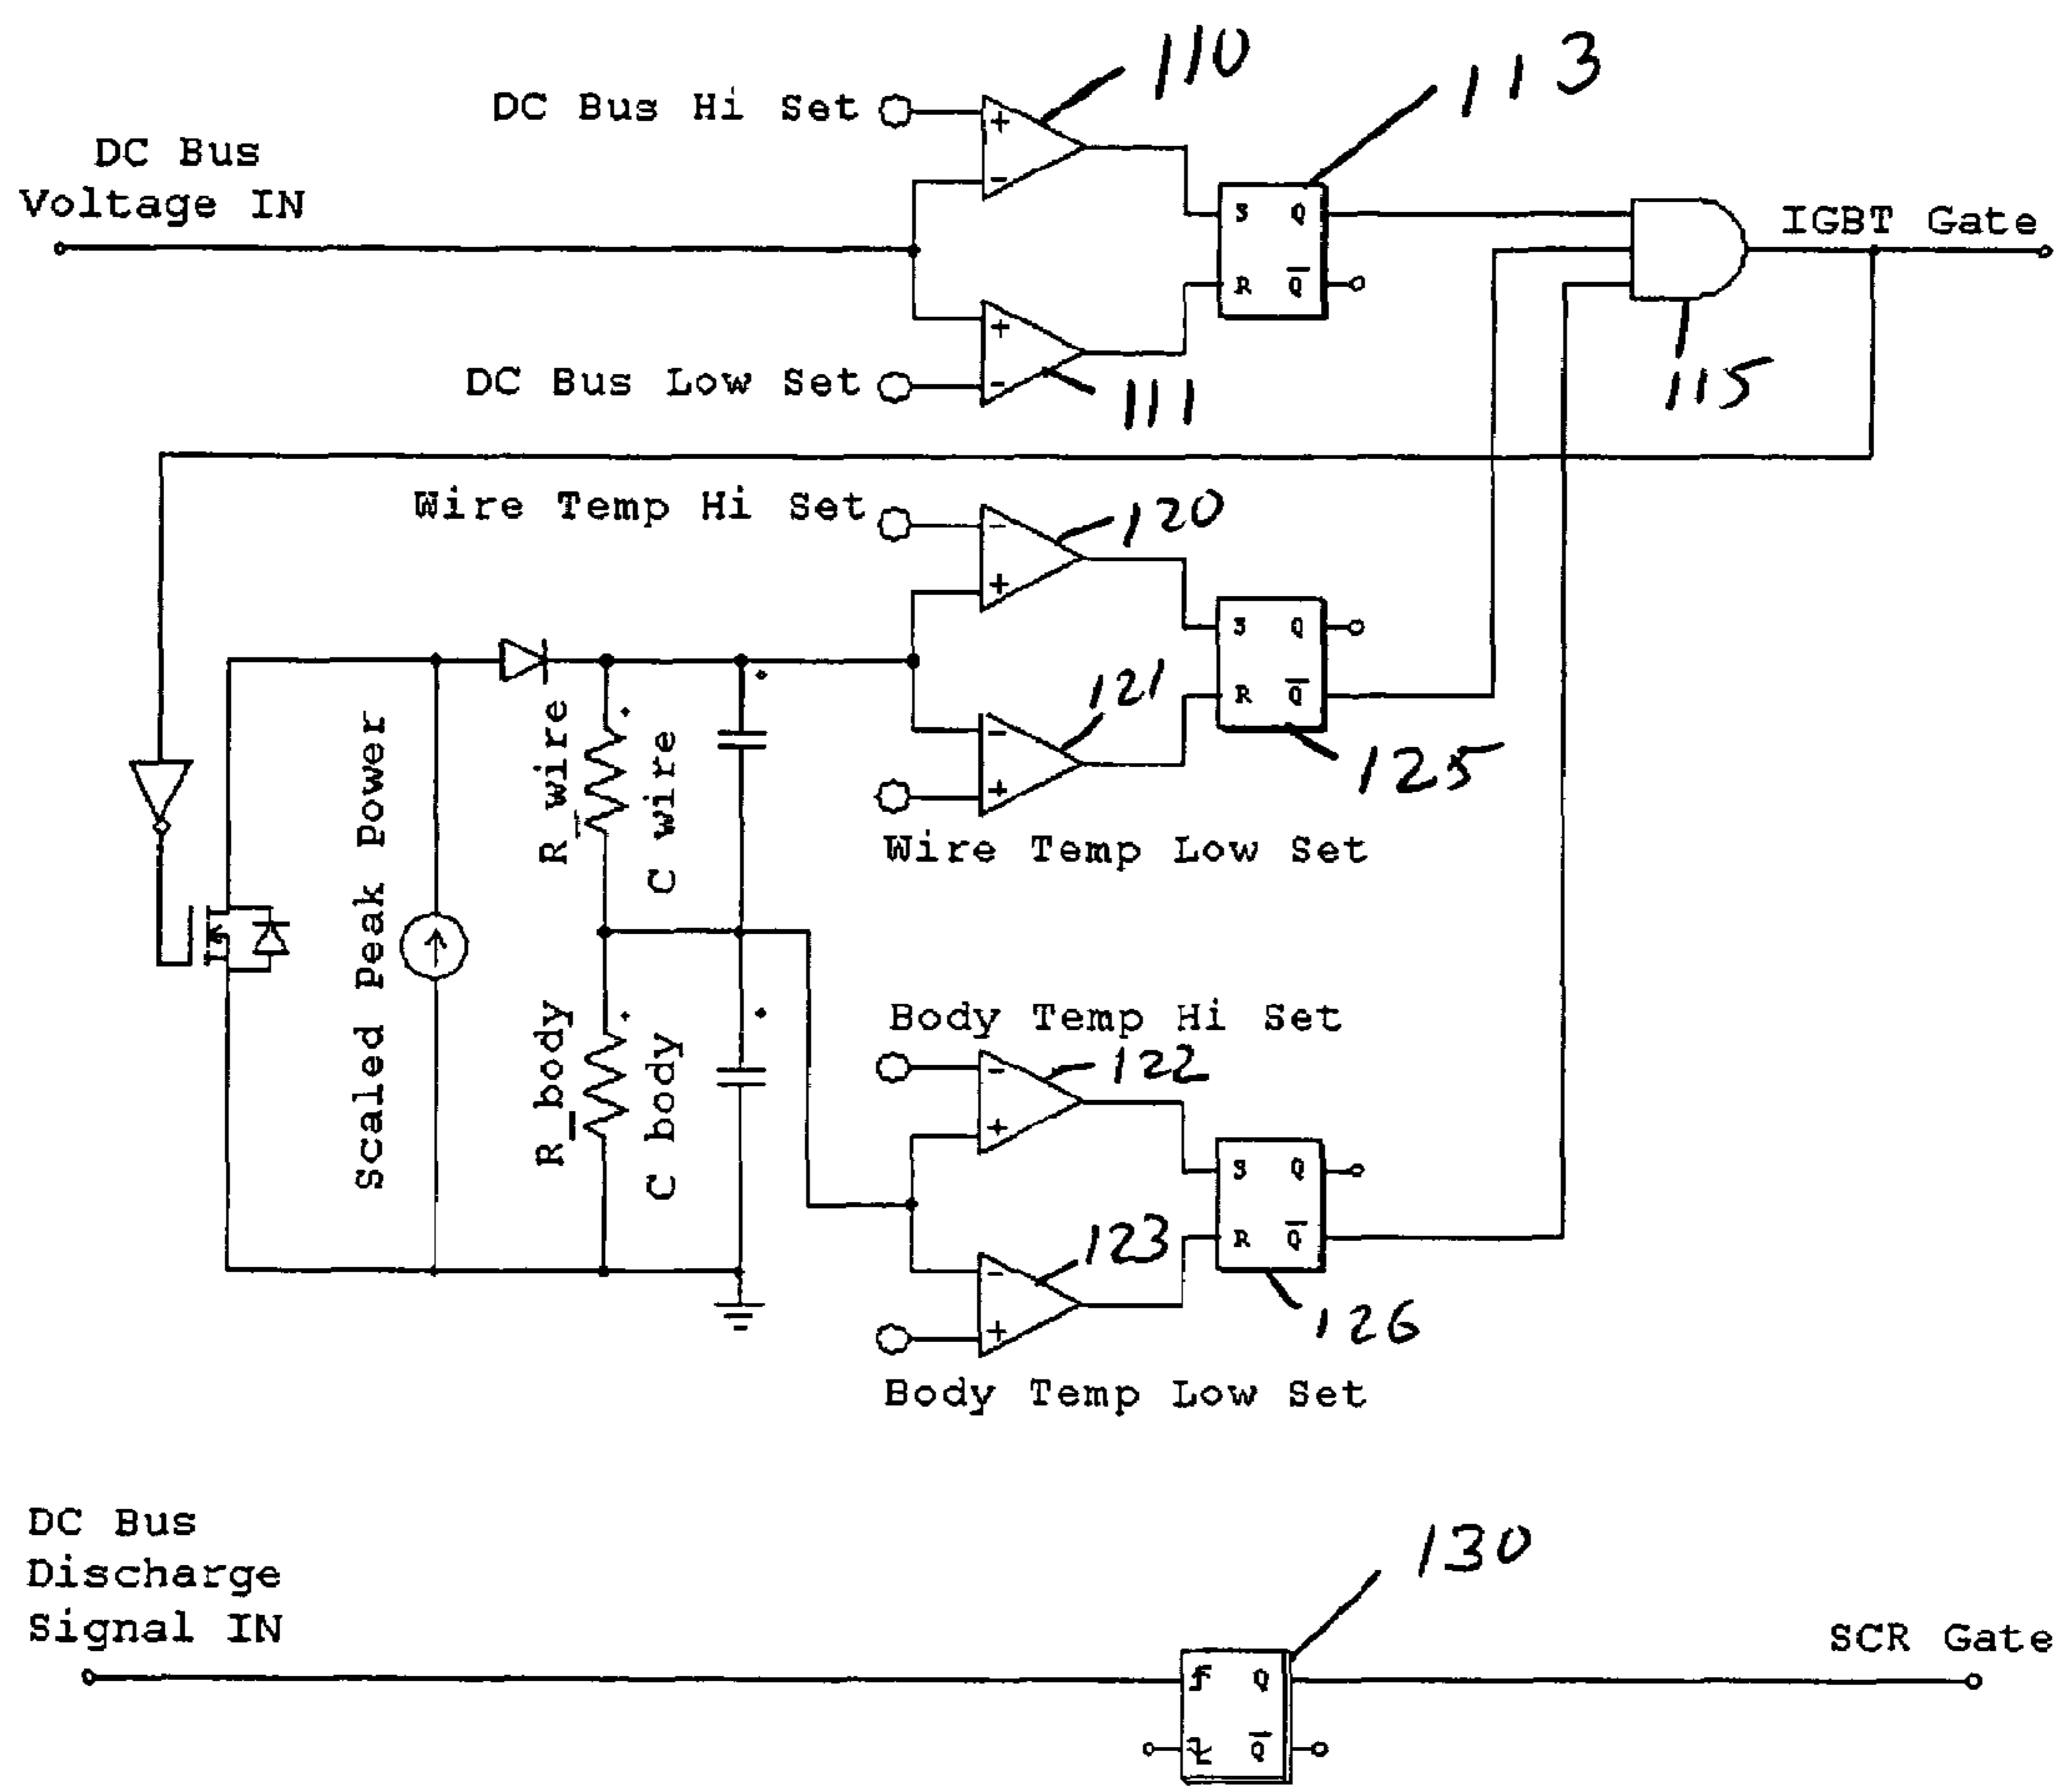 110
113
DC Bus Hi Set
DC Bus
Voltage IN
+
-
S Q
R Q̅
IGBT Gate
+
-
DC Bus Low Set
111
115
Wire Temp Hi Set
120
-
+
S Q
R Q̅
121
125
-
+
Wire Temp Low Set
Scaled Peak Power
R_wire
C wire
R_body
C body
Body Temp Hi Set
122
-
+
S Q
R Q̅
123
126
-
+
Body Temp Low Set
DC Bus
Discharge
Signal IN
130
SCR Gate
Q
Q̅